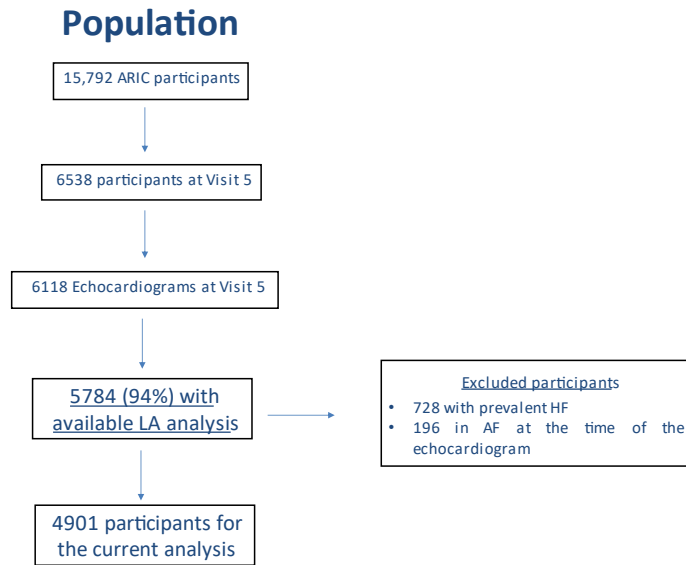 Population
15,792 ARIC participants
6538 participants at Visit 5
6118 Echocardiograms at Visit 5
5784 (94%) with
available LA analysis
Excluded participants
• 728 with prevalent HF
• 196 in AF at the time of the
echocardiogram
4901 participants for
the current analysis